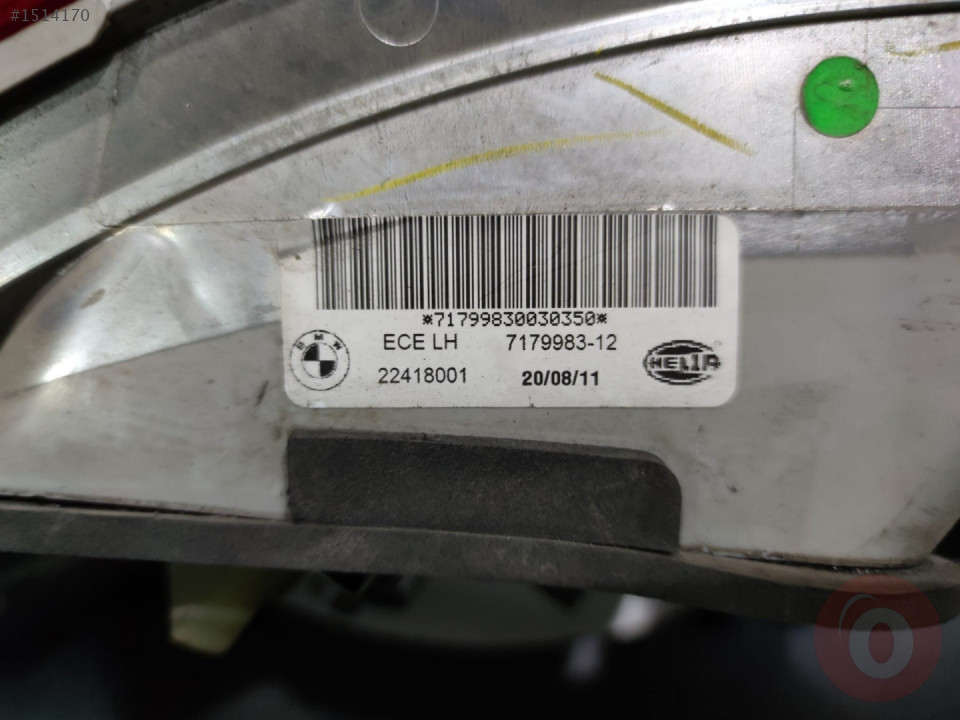 #1514170
*71799830030350*
BMW
ECE LH 7179983-12
HELLA
22418001 20/08/11